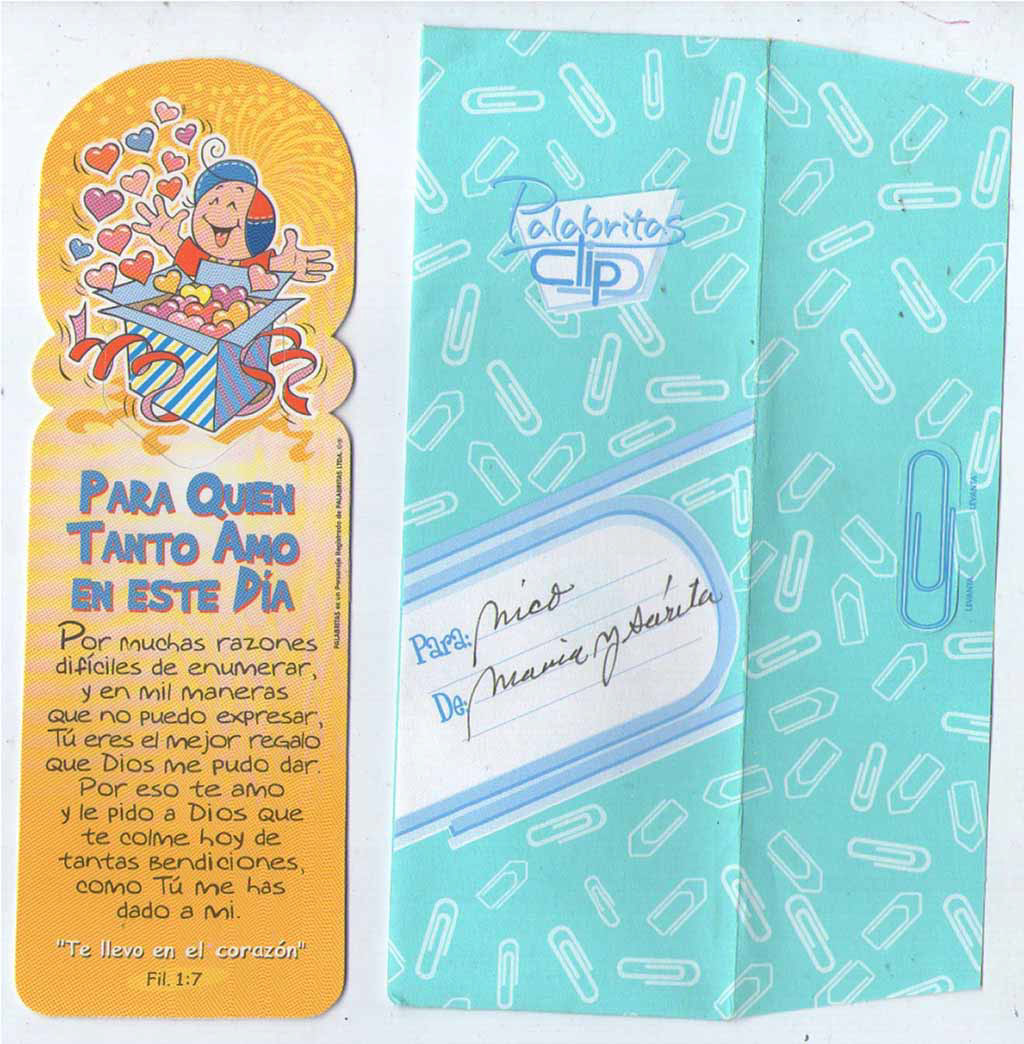 Para Quien
Tanto Amo
en este Día
Por muchas razones
difíciles de enumerar,
y en mil maneras
que no puedo expresar,
Tú eres el mejor regalo
que Dios me pudo dar.
Por eso te amo
y le pido a Dios que
te colme hoy de
tantas bendiciones,
como Tú me has
dado a mi.
"Te llevo en el corazón"
Fil. 1:7
PALABRITAS es un Personaje Registrado de PALABRITAS LTDA. ©®
Palabritas
clip
Para: Nico
De: Maria y Sarita
LEVANTA
LEVANTA